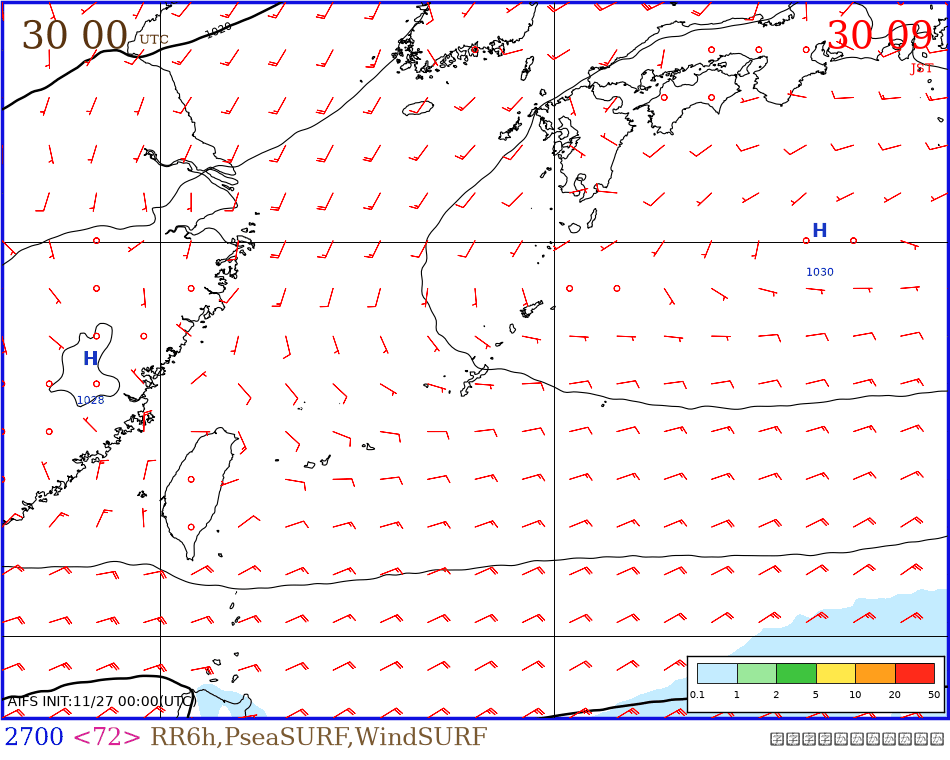 30 00 UTC
30 09 JST
1020
H
1030
H
1028
AIFS INIT:11/27 00:00(UTC)
0.1 1 2 5 10 20 50
2700 <72> RR6h,PseaSURF,WindSURF